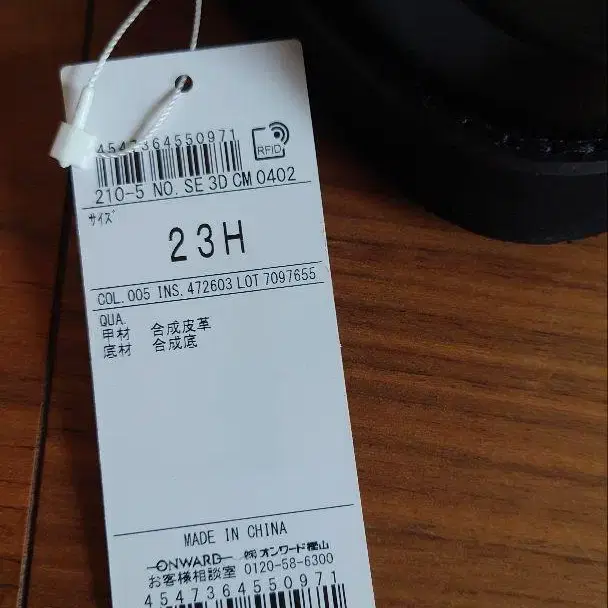 4547364550971
RFID
210-5 NO. SE 3D CM 0402
サイズ
23H
COL. 005 INS. 472603 LOT 7097655
QUA.
甲材 合成皮革
底材 合成底
MADE IN CHINA
ONWARD ㈱オンワード樫山
お客様相談室 0120-58-6300
4547364550971